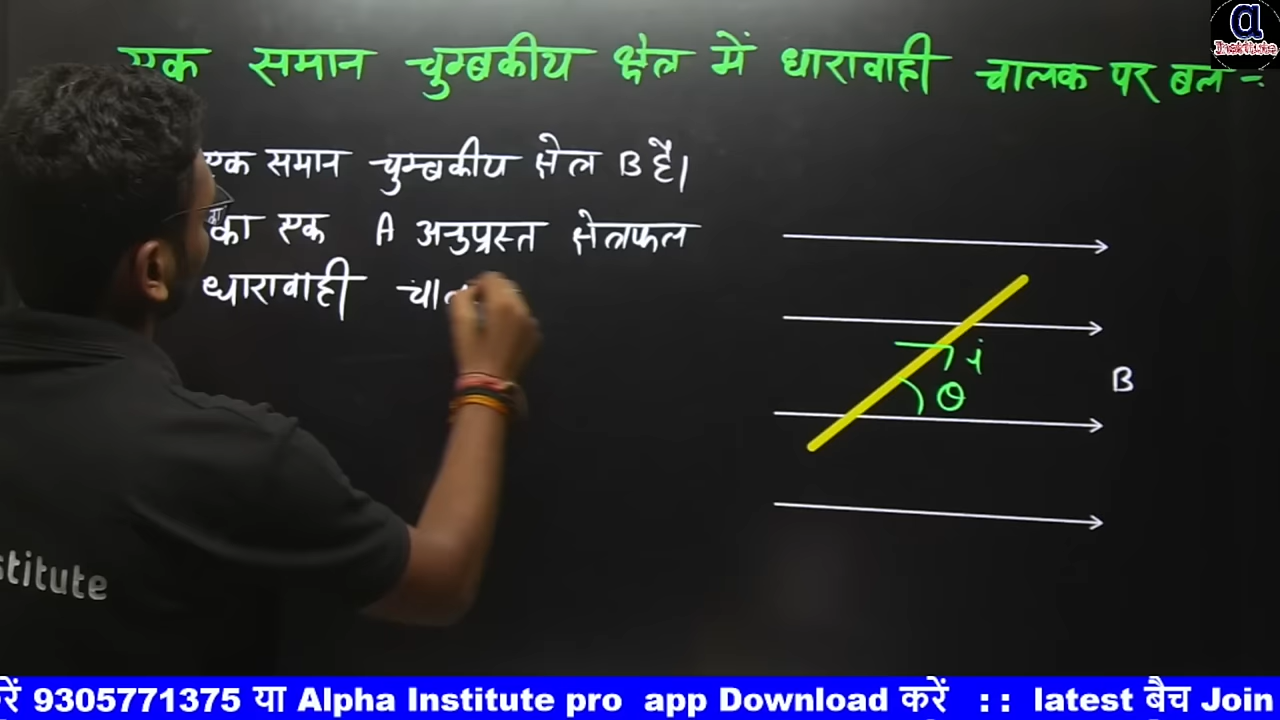 एक समान चुम्बकीय क्षेत्र में धारावाही चालक पर बल -
एक समान चुम्बकीय क्षेत्र B है।
का एक A अनुप्रस्त क्षेत्रफल
धारावाही
i
θ
B
α
Institute
stitute
रें 9305771375 या Alpha Institute pro app Download करें :: latest बैच Join